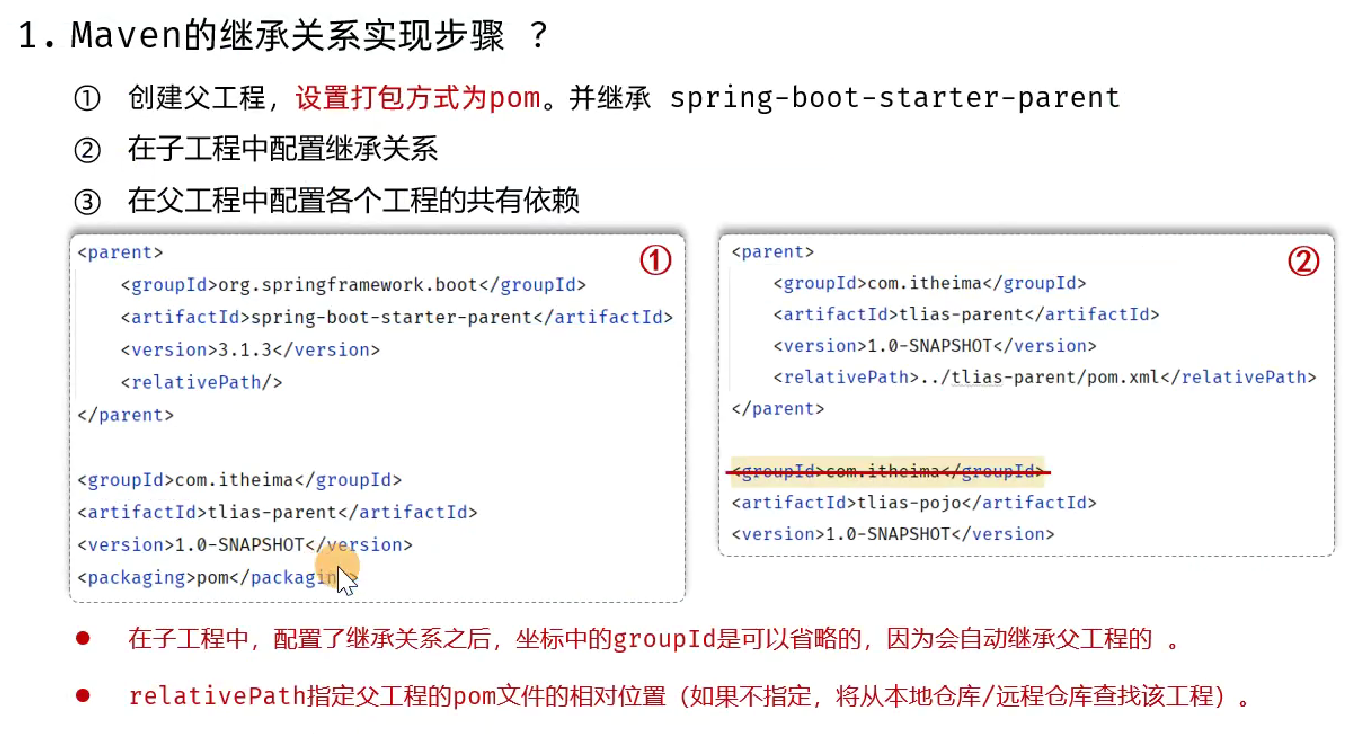 1. Maven的继承关系实现步骤 ？
① 创建父工程，设置打包方式为pom。并继承 spring-boot-starter-parent
② 在子工程中配置继承关系
③ 在父工程中配置各个工程的共有依赖
①
<parent>
<groupId>org.springframework.boot</groupId>
<artifactId>spring-boot-starter-parent</artifactId>
<version>3.1.3</version>
<relativePath/>
</parent>
<groupId>com.itheima</groupId>
<artifactId>tlias-parent</artifactId>
<version>1.0-SNAPSHOT</version>
<packaging>pom</packaging>
②
<parent>
<groupId>com.itheima</groupId>
<artifactId>tlias-parent</artifactId>
<version>1.0-SNAPSHOT</version>
<relativePath>../tlias-parent/pom.xml</relativePath>
</parent>
<groupId>com.itheima</groupId>
<artifactId>tlias-pojo</artifactId>
<version>1.0-SNAPSHOT</version>
● 在子工程中，配置了继承关系之后，坐标中的groupId是可以省略的，因为会自动继承父工程的 。
● relativePath指定父工程的pom文件的相对位置（如果不指定，将从本地仓库/远程仓库查找该工程）。